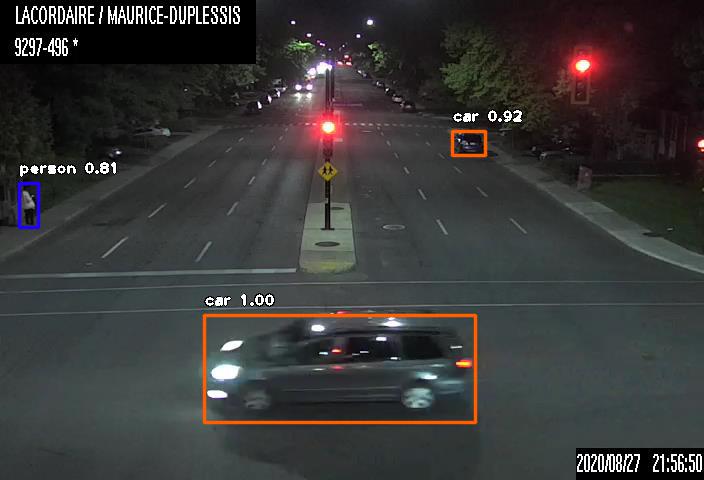 LACORDAIRE / MAURICE-DUPLESSIS
9297-496 *
car 0.92
person 0.81
car 1.00
2020/08/27 21:56:50